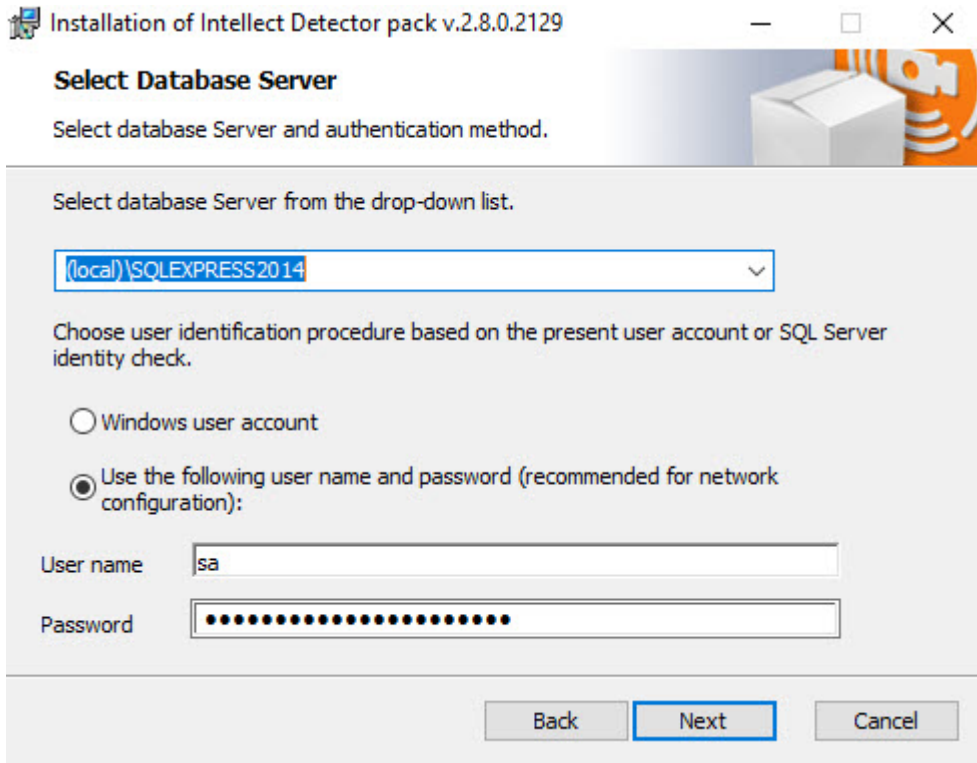 Installation of Intellect Detector pack v.2.8.0.2129
Select Database Server
Select database Server and authentication method.
Select database Server from the drop-down list.
(local)\SQLEXPRESS2014
Choose user identification procedure based on the present user account or SQL Server
identity check.
Windows user account
Use the following user name and password (recommended for network
configuration):
User name
sa
Password
●●●●●●●●●●●●●●●●●●●●●●
Back
Next
Cancel